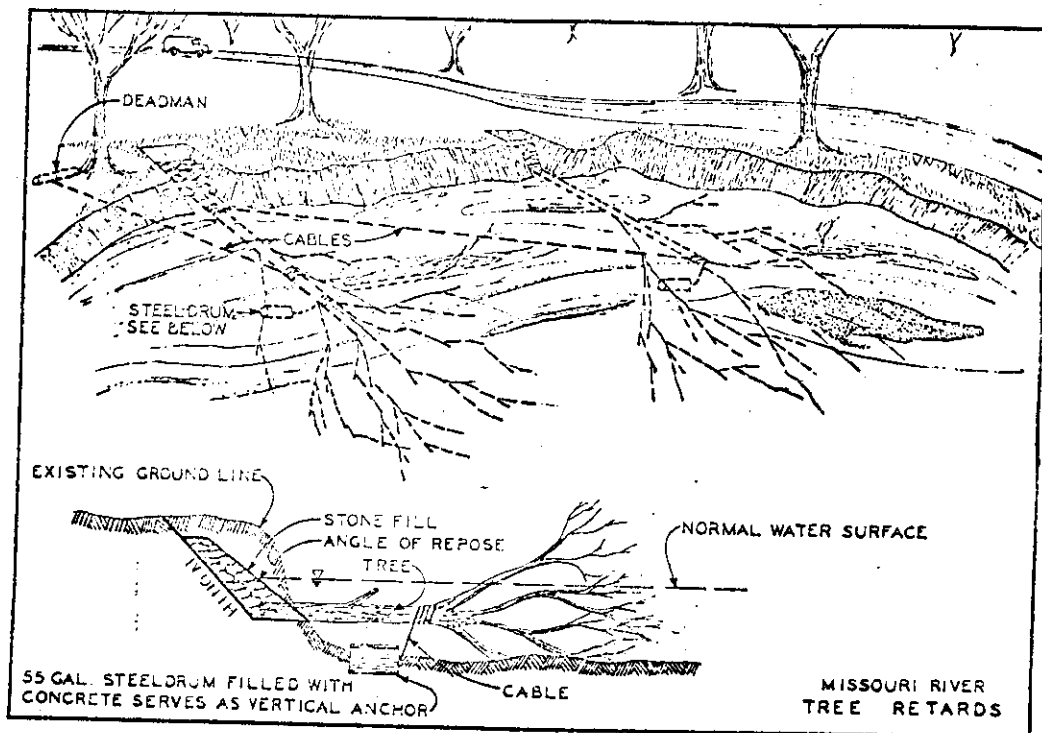 DEADMAN
CABLES
STEEL DRUM
SEE BELOW
EXISTING GROUND LINE
STONE FILL
ANGLE OF REPOSE
TREE
NORMAL WATER SURFACE
55 GAL. STEELDRUM FILLED WITH
CONCRETE SERVES AS VERTICAL ANCHOR
CABLE
MISSOURI RIVER
TREE RETARDS